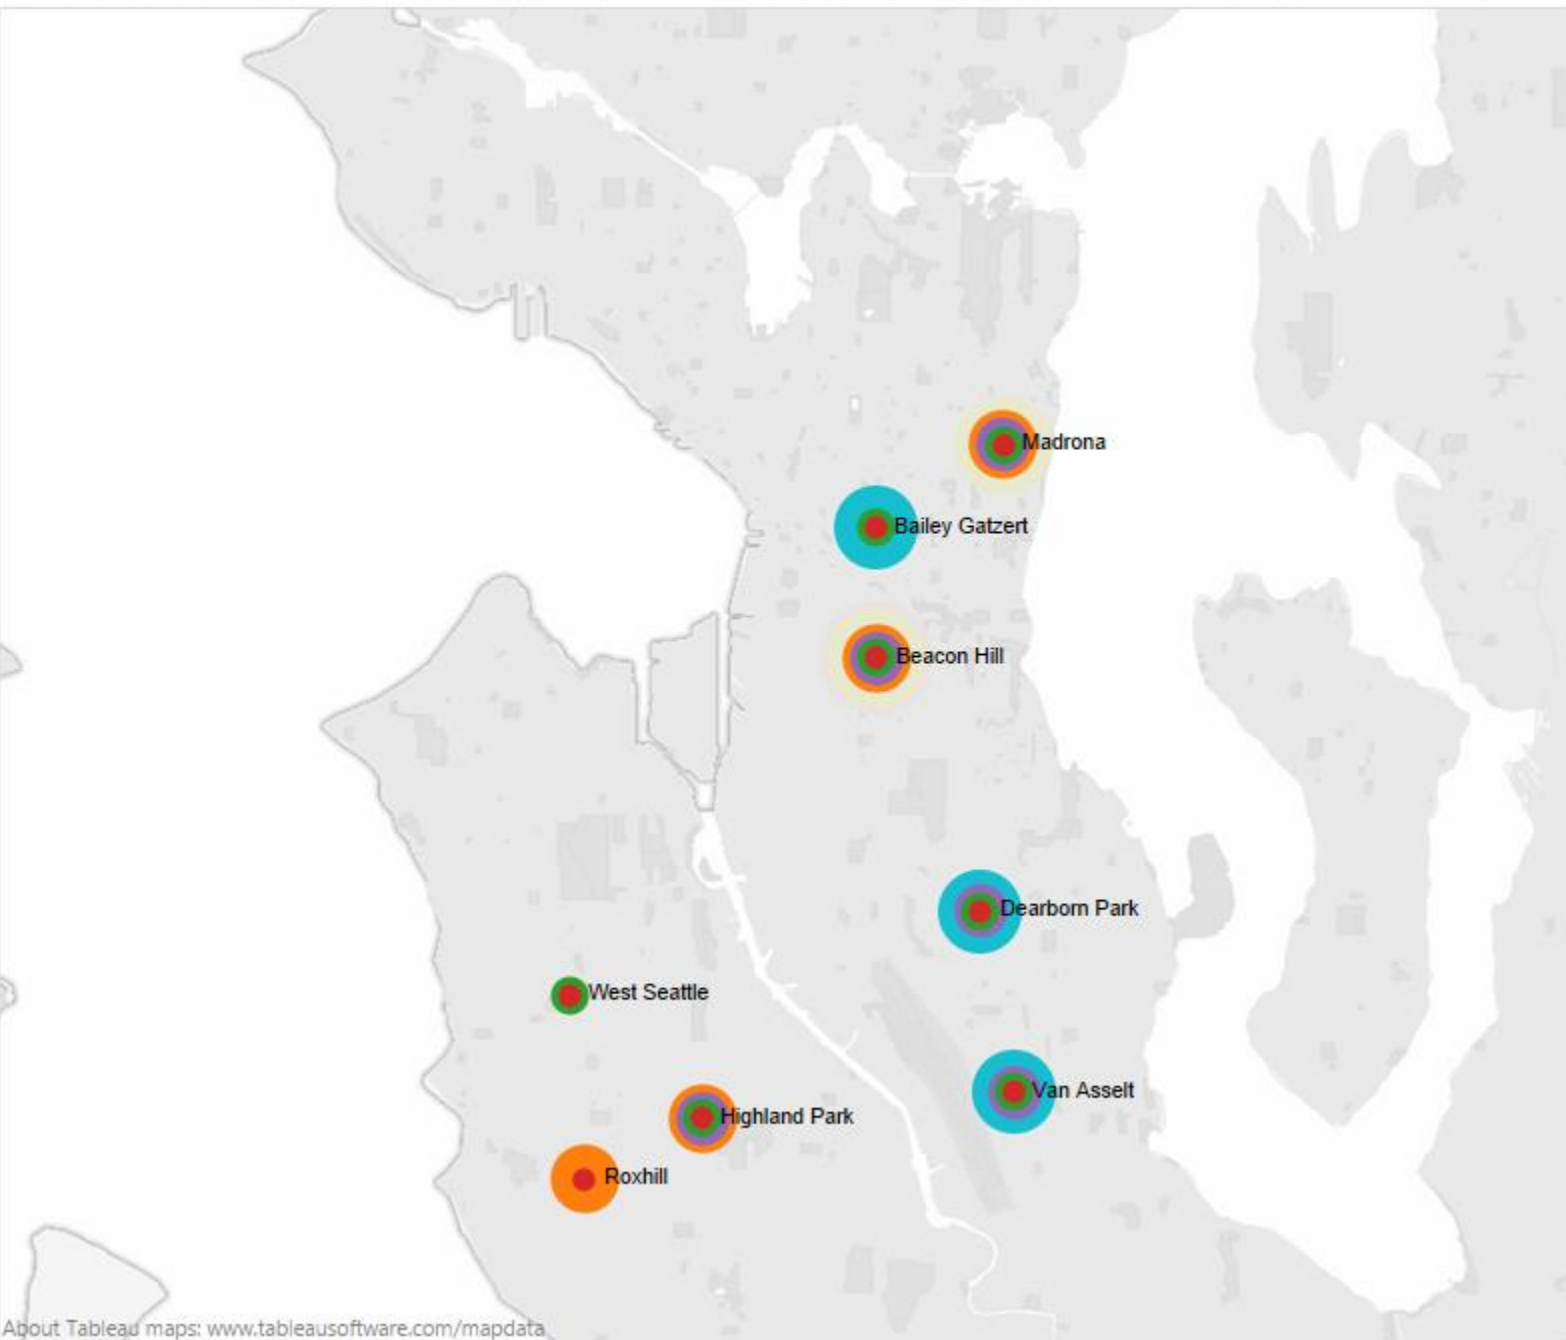 Madrona
Bailey Gatzert
Beacon Hill
Dearborn Park
West Seattle
Van Asselt
Highland Park
Roxhill
About Tableau maps: www.tableausoftware.com/mapdata